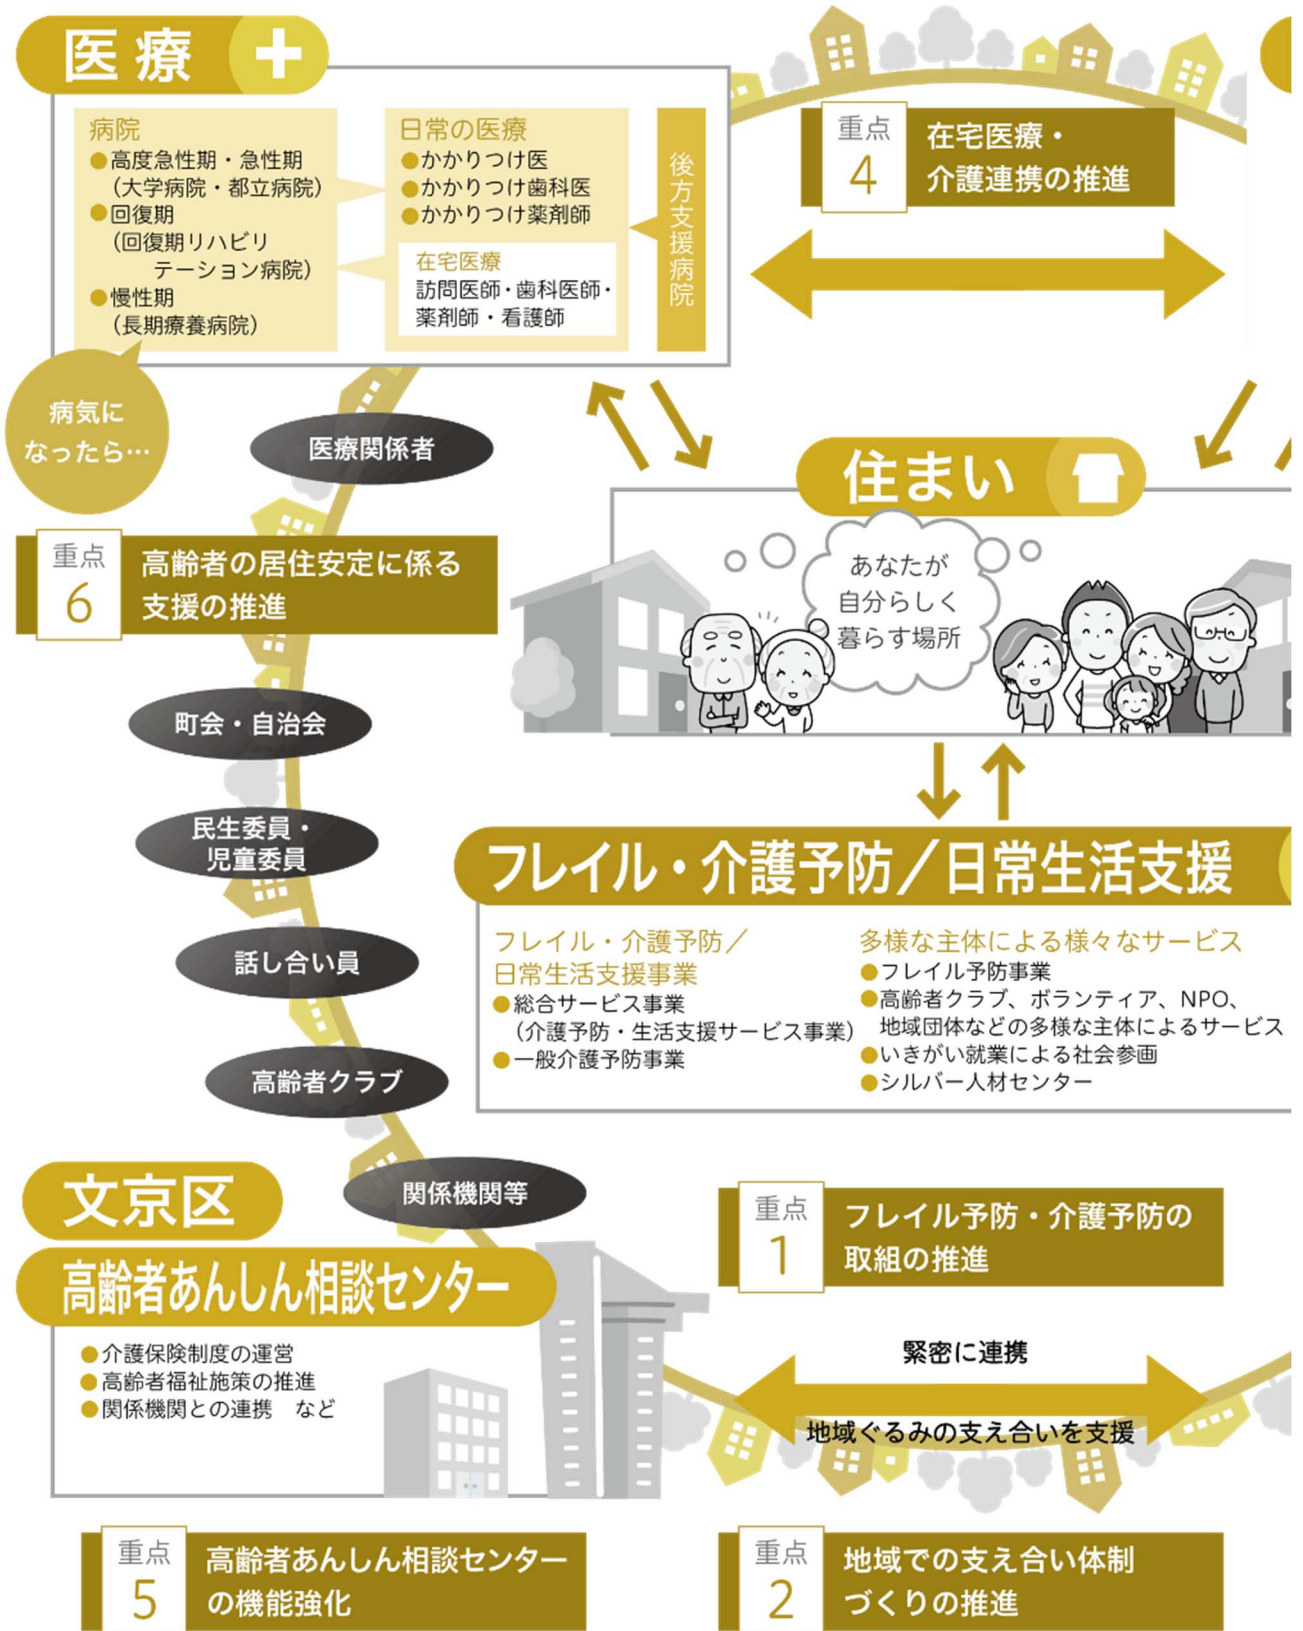 医療
病院
●高度急性期・急性期
（大学病院・都立病院）
●回復期
（回復期リハビリ
テーション病院）
●慢性期
（長期療養病院）
日常の医療
●かかりつけ医
●かかりつけ歯科医
●かかりつけ薬剤師
在宅医療
訪問医師・歯科医師・
薬剤師・看護師
後方支援病院
病気に
なったら…
重点
4
在宅医療・
介護連携の推進
医療関係者
住まい
あなたが
自分らしく
暮らす場所
重点
6
高齢者の居住安定に係る
支援の推進
町会・自治会
民生委員・
児童委員
話し合い員
高齢者クラブ
関係機関等
フレイル・介護予防／日常生活支援
フレイル・介護予防／
日常生活支援事業
●総合サービス事業
（介護予防・生活支援サービス事業）
●一般介護予防事業
多様な主体による様々なサービス
●フレイル予防事業
●高齢者クラブ、ボランティア、NPO、
地域団体などの多様な主体によるサービス
●いきがい就業による社会参画
●シルバー人材センター
文京区
高齢者あんしん相談センター
●介護保険制度の運営
●高齢者福祉施策の推進
●関係機関との連携　など
重点
1
フレイル予防・介護予防の
取組の推進
緊密に連携
地域ぐるみの支え合いを支援
重点
5
高齢者あんしん相談センター
の機能強化
重点
2
地域での支え合い体制
づくりの推進